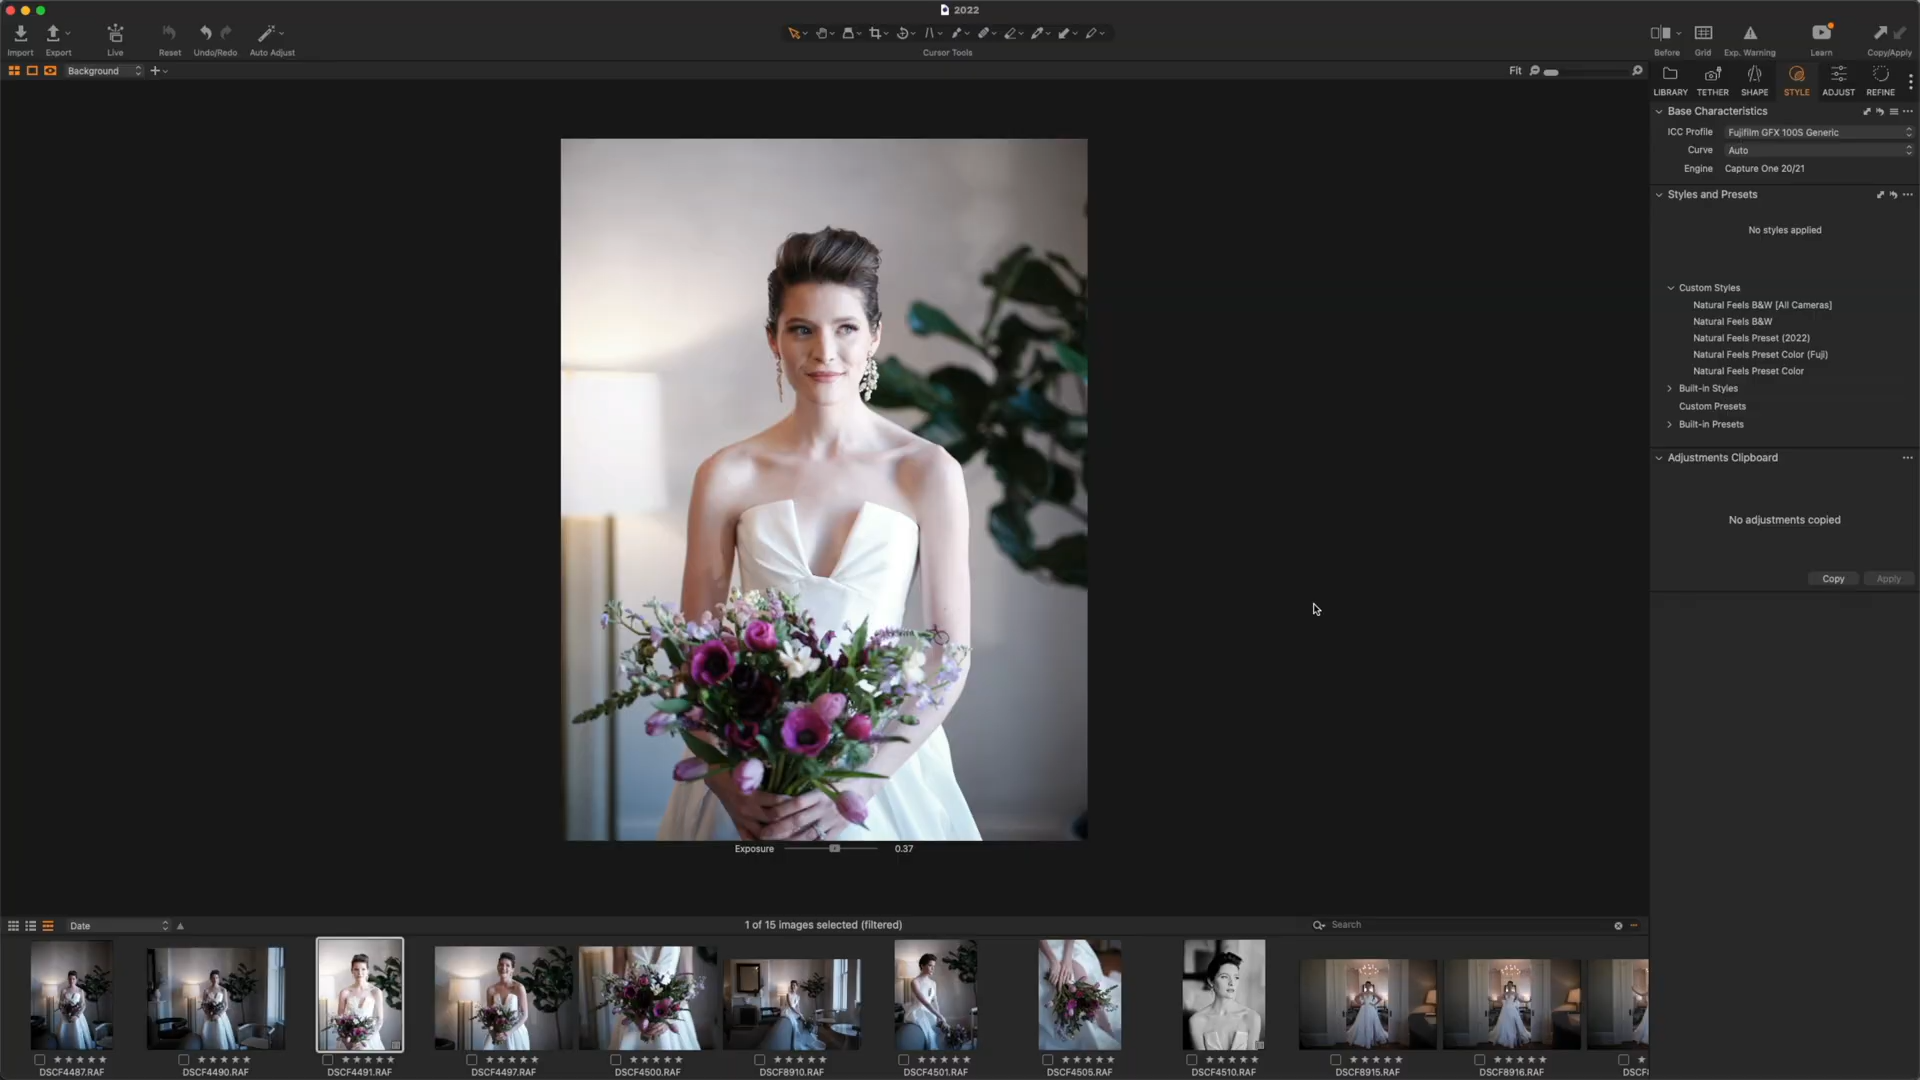 2022
Import
Export
Live
Reset
Undo/Redo
Auto Adjust
Cursor Tools
Before
Grid
Exp. Warning
Learn
Copy/Apply
Background
Fit
LIBRARY
TETHER
SHAPE
STYLE
ADJUST
REFINE
Base Characteristics
ICC Profile
Fujifilm GFX 100S Generic
Curve
Auto
Engine
Capture One 20/21
Styles and Presets
No styles applied
Custom Styles
Natural Feels B&W [All Cameras]
Natural Feels B&W
Natural Feels Preset (2022)
Natural Feels Preset Color (Fuji)
Natural Feels Preset Color
Built-in Styles
Custom Presets
Built-in Presets
Adjustments Clipboard
No adjustments copied
Copy
Apply
Exposure
0.37
Date
1 of 15 images selected (filtered)
Search
DSCF4487.RAF
DSCF4490.RAF
DSCF4491.RAF
DSCF4497.RAF
DSCF4500.RAF
DSCF8910.RAF
DSCF4501.RAF
DSCF4505.RAF
DSCF4510.RAF
DSCF8915.RAF
DSCF8916.RAF
DSCF